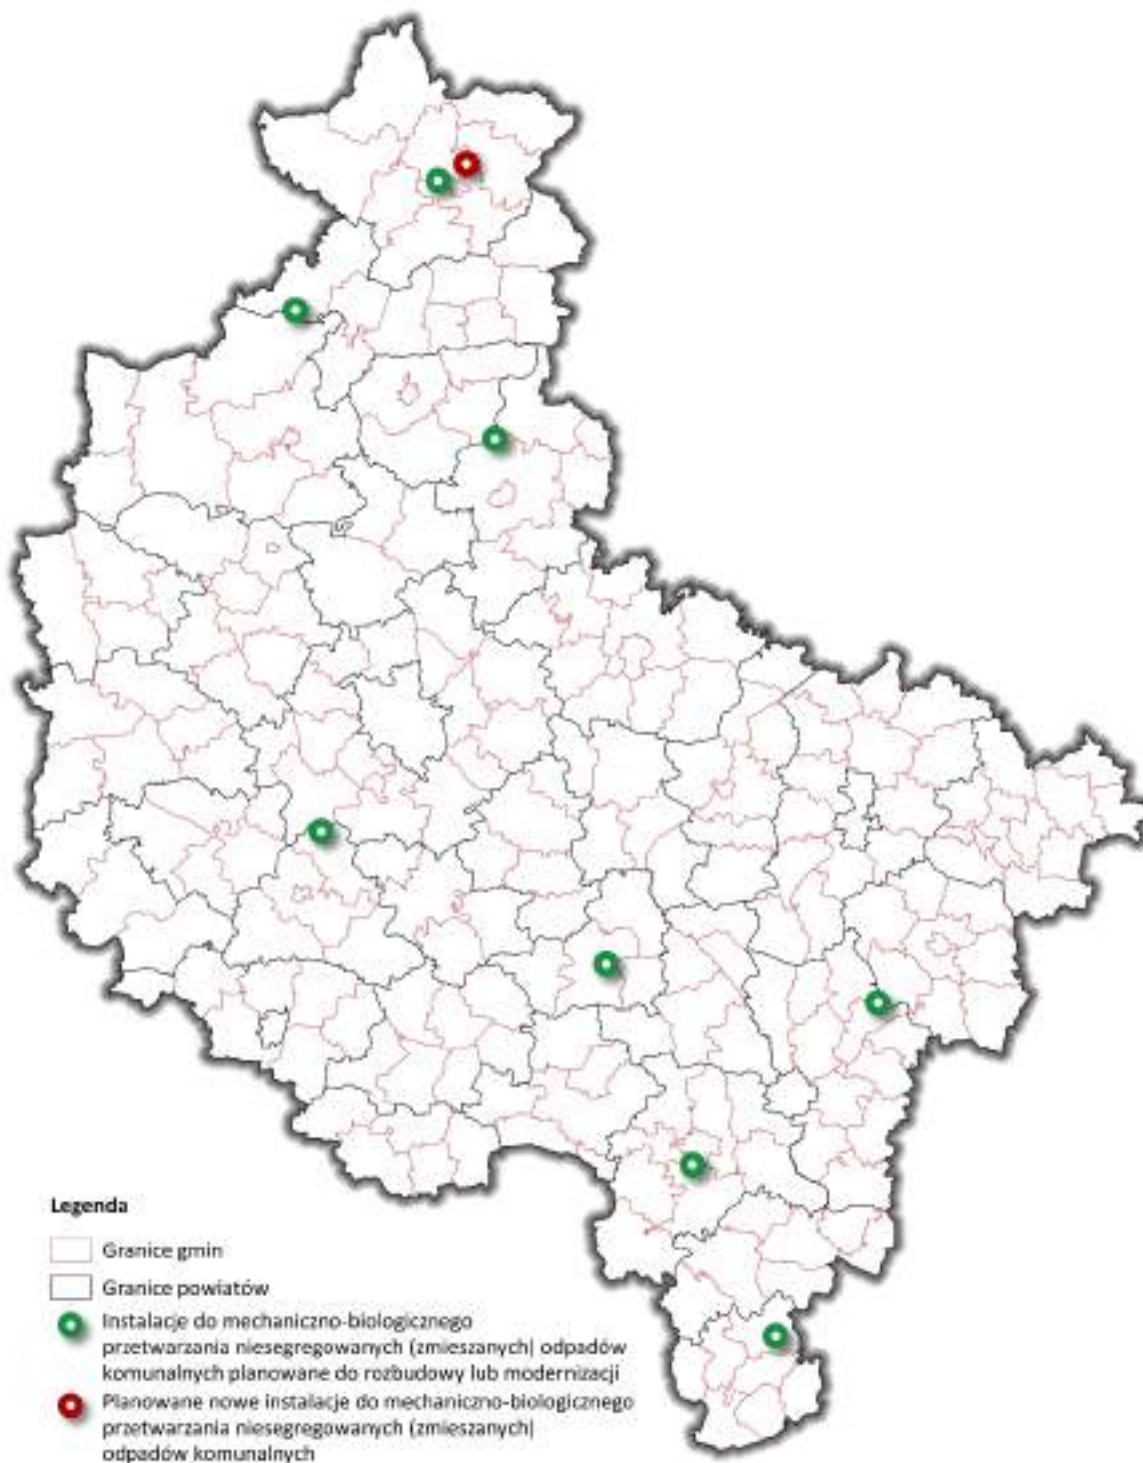 Legenda
Granice gmin
Granice powiatów
Instalacje do mechaniczno-biologicznego
przetwarzania niesegregowanych (zmieszanych) odpadów
komunalnych planowane do rozbudowy lub modernizacji
Planowane nowe instalacje do mechaniczno-biologicznego
przetwarzania niesegregowanych (zmieszanych)
odpadów komunalnych